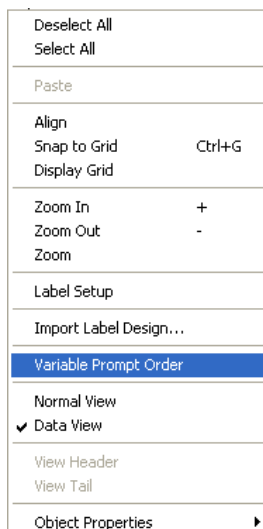 Deselect All
Select All
Paste
Align
Snap to Grid Ctrl+G
Display Grid
Zoom In +
Zoom Out -
Zoom
Label Setup
Import Label Design...
Variable Prompt Order
Normal View
Data View
View Header
View Tail
Object Properties